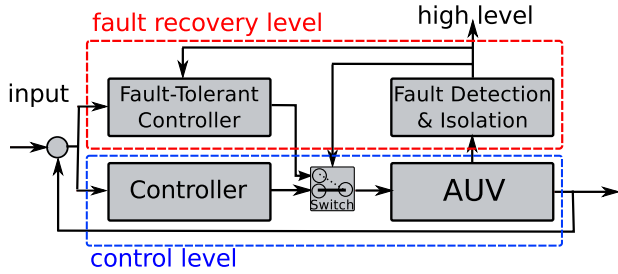 high level
fault recovery level
input
Fault-Tolerant
Controller
Fault Detection
& Isolation
Controller
Switch
AUV
control level